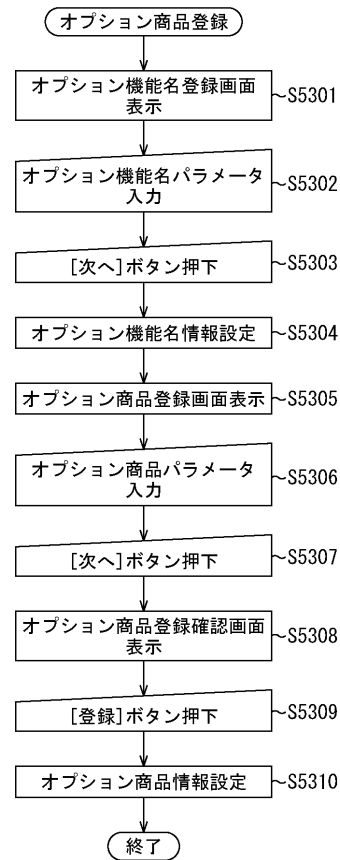 オプション商品登録
オプション機能名登録画面
表示
S5301
オプション機能名パラメータ
入力
S5302
[次へ]ボタン押下
S5303
オプション機能名情報設定
S5304
オプション商品登録画面表示
S5305
オプション商品パラメータ
入力
S5306
[次へ]ボタン押下
S5307
オプション商品登録確認画面
表示
S5308
[登録]ボタン押下
S5309
オプション商品情報設定
S5310
終了